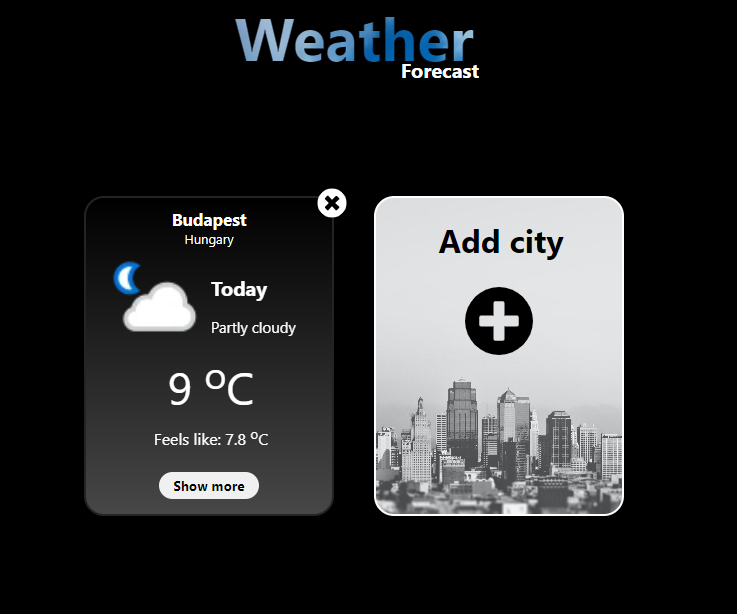 Weather
Forecast
Budapest
Hungary
Today
Partly cloudy
9 ºC
Feels like: 7.8 ºC
Show more
Add city